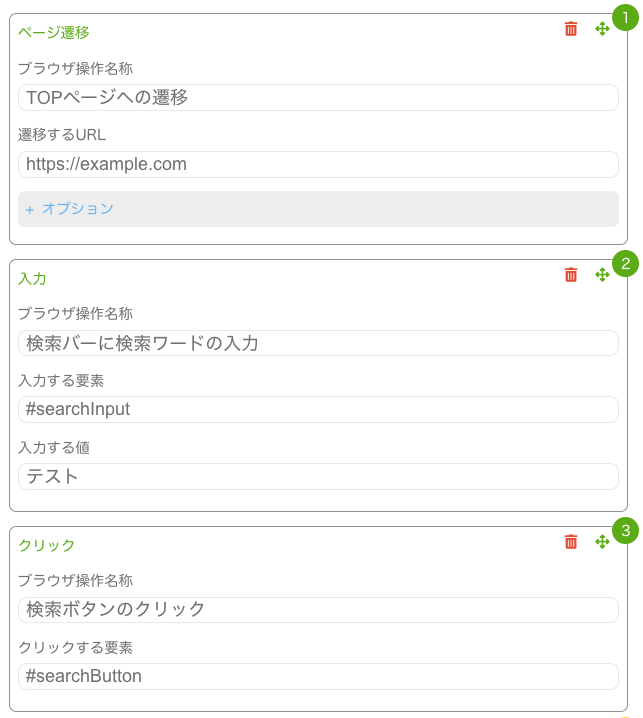 1
ページ遷移
ブラウザ操作名称
TOPページへの遷移
遷移するURL
https://example.com
+ オプション
2
入力
ブラウザ操作名称
検索バーに検索ワードの入力
入力する要素
#searchInput
入力する値
テスト
3
クリック
ブラウザ操作名称
検索ボタンのクリック
クリックする要素
#searchButton